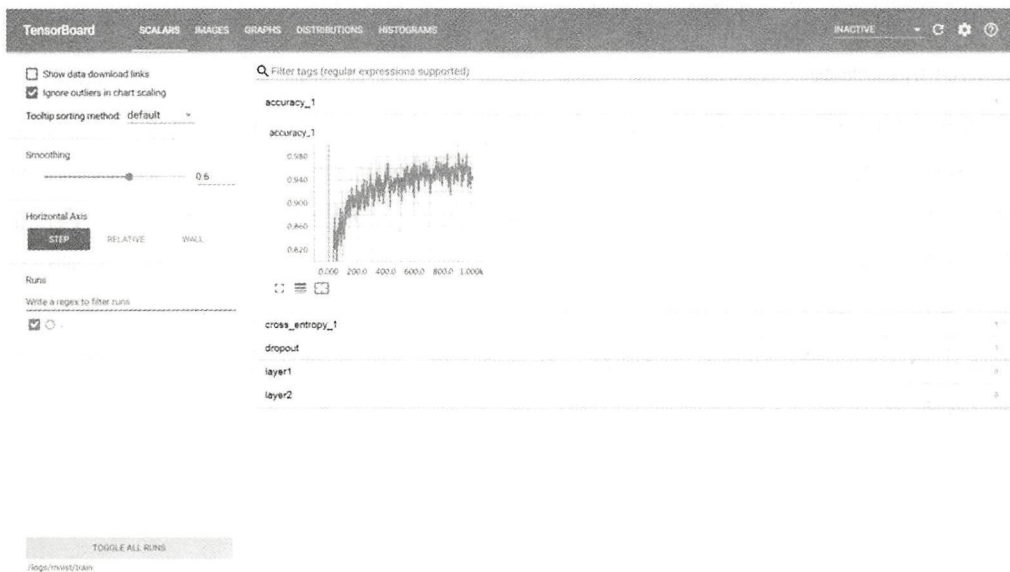 TensorBoard SCALARS IMAGES GRAPHS DISTRIBUTIONS HISTOGRAMS INACTIVE
Show data download links
Ignore outliers in chart scaling
Tooltip sorting method: default
Smoothing
0.6
Horizontal Axis
STEP RELATIVE WALL
Runs
Write a regex to filter runs
.
TOGGLE ALL RUNS
/logs/mnist/train
Filter tags (regular expressions supported)
accuracy_1 1
accuracy_1
0.980
0.940
0.900
0.860
0.820
0.000 200.0 400.0 600.0 800.0 1.000k
cross_entropy_1 1
dropout 1
layer1
layer2